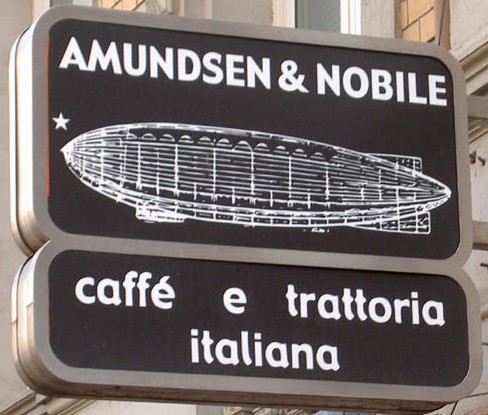 AMUNDSEN & NOBILE
caffé e trattoria
italiana